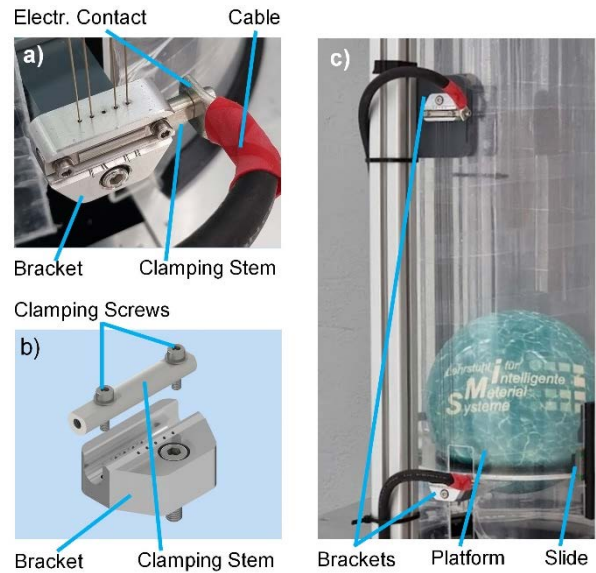 Electr. Contact
Cable
a)
Bracket
Clamping Stem
Clamping Screws
b)
Bracket
Clamping Stem
c)
Lehrstuhl für
Intelligente
Material
Systeme
Brackets
Platform
Slide